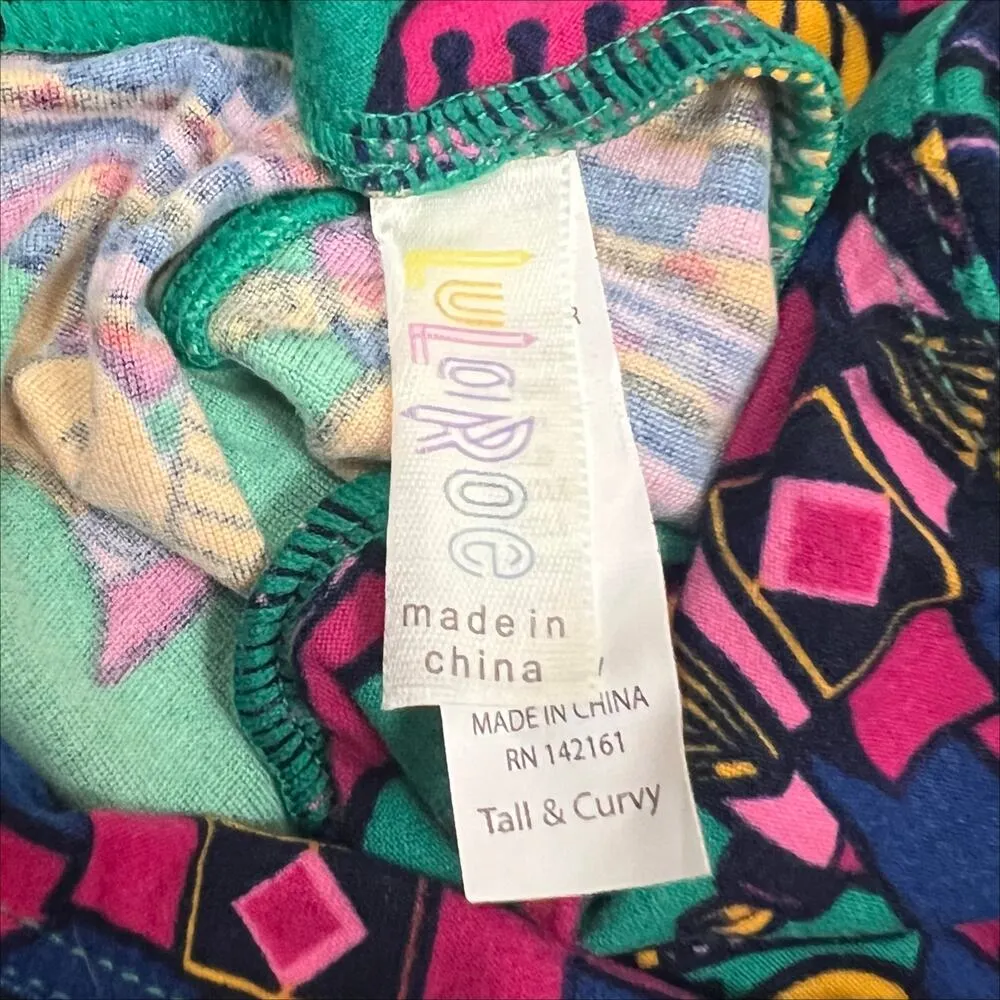 LuLaRoe
made in
china
R
MADE IN CHINA
RN 142161
Tall & Curvy